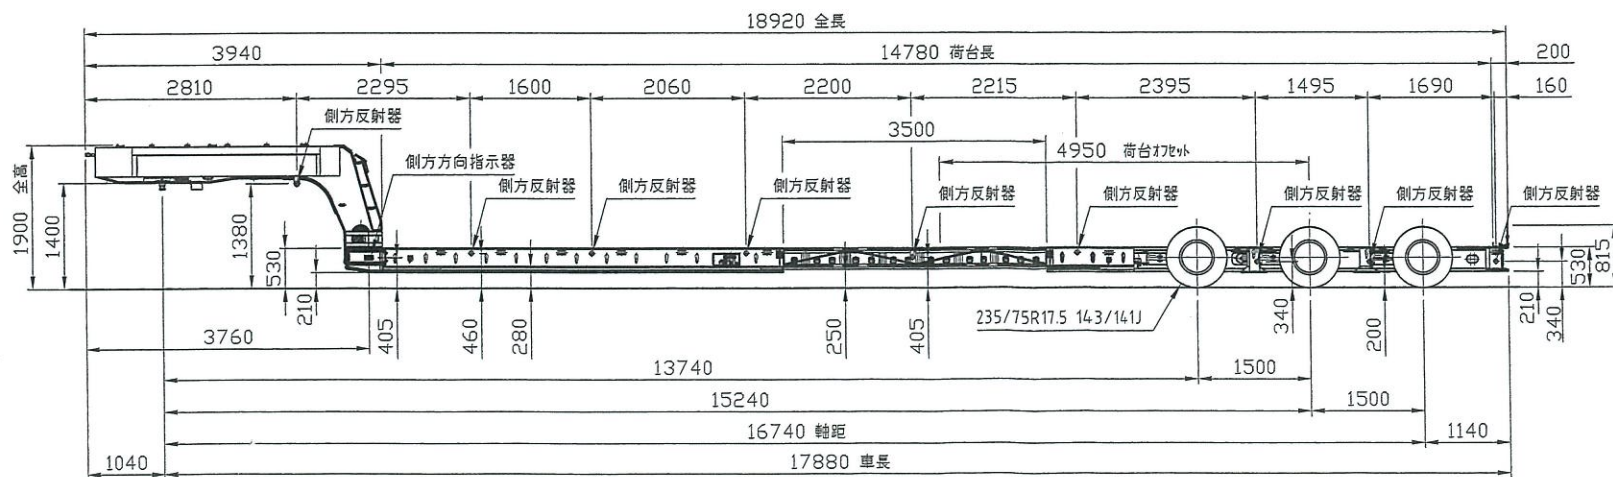 18920 全長
3940
14780 荷台長
200
2810
2295
1600
2060
2200
2215
2395
1495
1690
160
側方反射器
3500
4950 荷台オフセット
側方方向指示器
側方反射器
側方反射器
側方反射器
側方反射器
側方反射器
側方反射器
側方反射器
側方反射器
1900 全高
1400
1380
530
210
405
460
280
250
405
235/75R17.5 143/141J
340
200
210
340
530
815
3760
13740
1500
15240
1500
16740 軸距
1140
1040
17880 車長